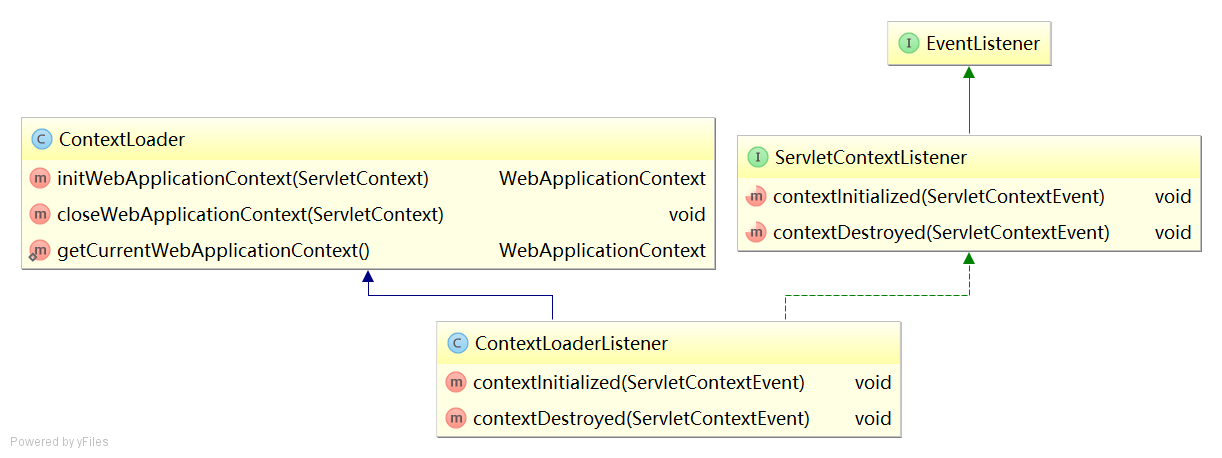 I EventListener
C ContextLoader
m initWebApplicationContext(ServletContext) WebApplicationContext
m closeWebApplicationContext(ServletContext) void
m getCurrentWebApplicationContext() WebApplicationContext
I ServletContextListener
m contextInitialized(ServletContextEvent) void
m contextDestroyed(ServletContextEvent) void
C ContextLoaderListener
m contextInitialized(ServletContextEvent) void
m contextDestroyed(ServletContextEvent) void
Powered by yFiles